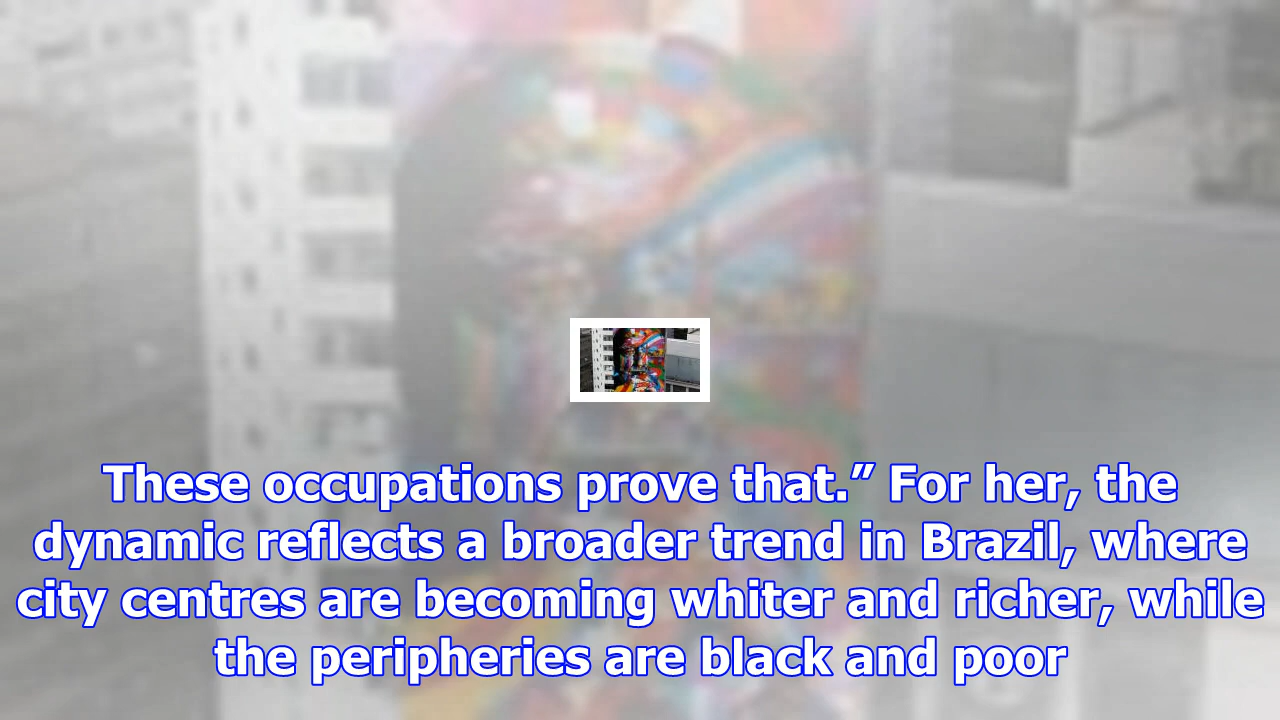 These occupations prove that.” For her, the
dynamic reflects a broader trend in Brazil, where
city centres are becoming whiter and richer, while
the peripheries are black and poor